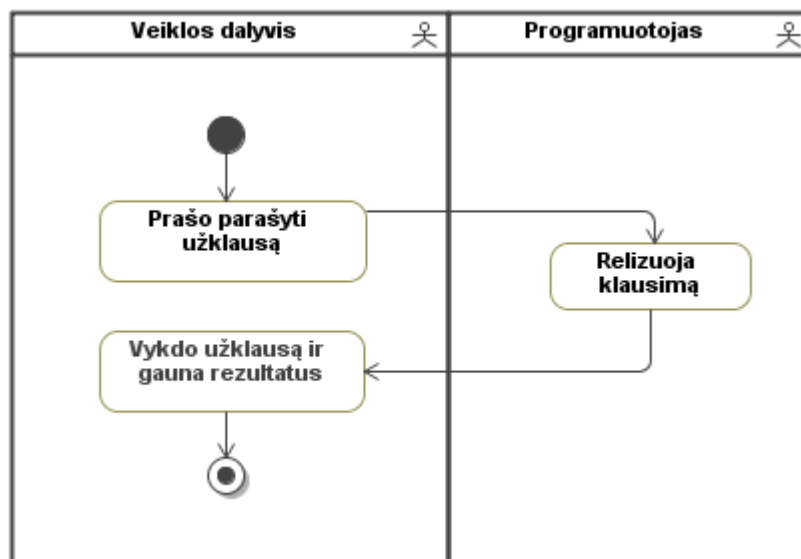 Veiklos dalyvis
Programuotojas
Prašo parašyti
užklausą
Relizuoja
klausimą
Vykdo užklausą ir
gauna rezultatus